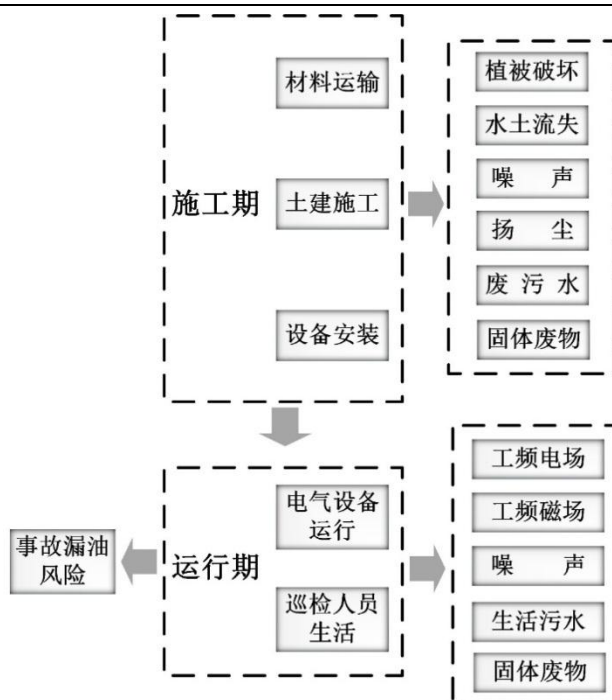 材料运输
施工期
土建施工
设备安装
植被破坏
水土流失
噪 声
扬 尘
废 污 水
固体废物
事故漏油
风险
运行期
电气设备
运行
巡检人员
生活
工频电场
工频磁场
噪 声
生活污水
固体废物